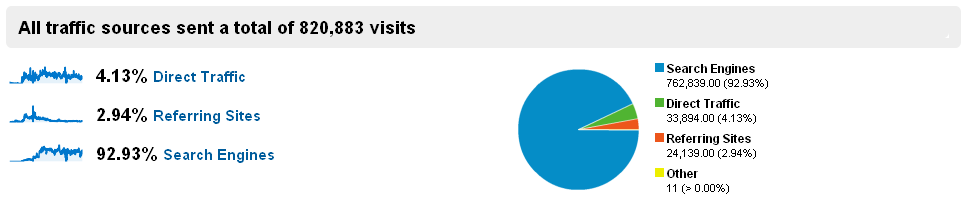 All traffic sources sent a total of 820,883 visits
4.13% Direct Traffic
2.94% Referring Sites
92.93% Search Engines
Search Engines
762,839.00 (92.93%)
Direct Traffic
33,894.00 (4.13%)
Referring Sites
24,139.00 (2.94%)
Other
11 (> 0.00%)